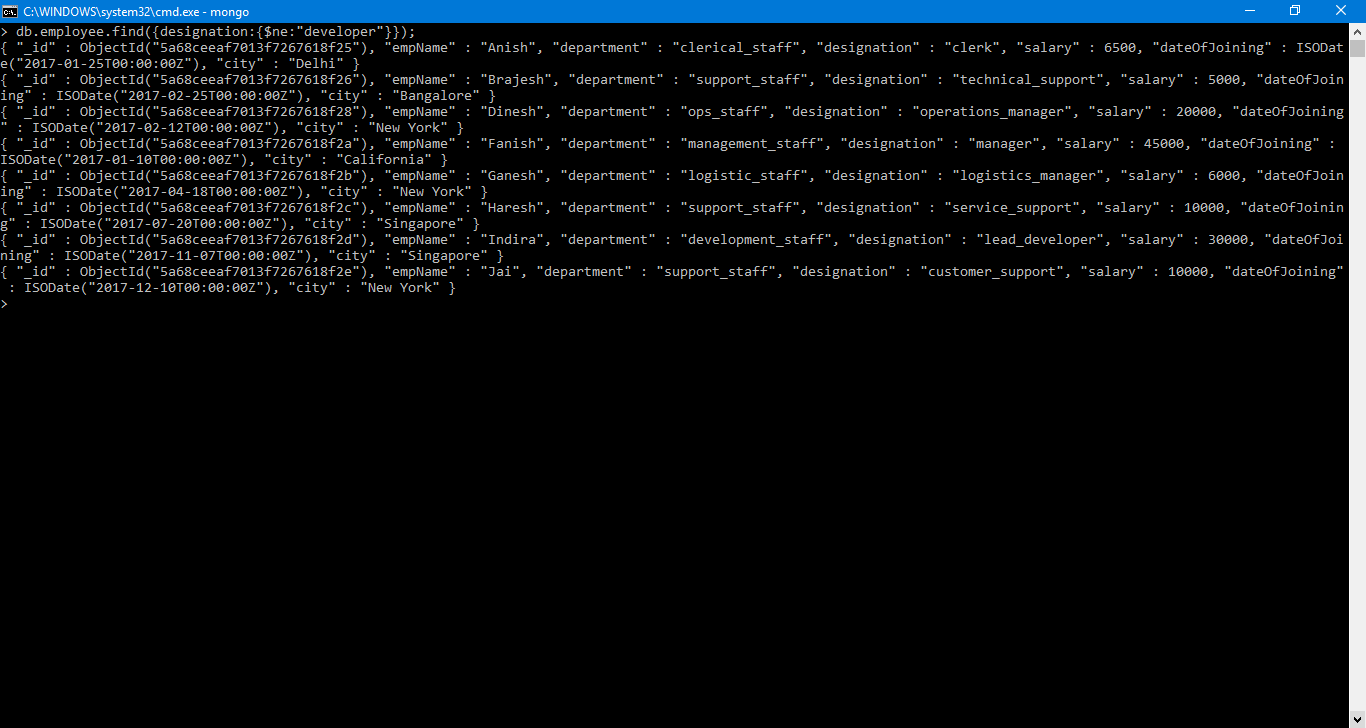 C:\WINDOWS\system32\cmd.exe - mongo
> db.employee.find({designation:{$ne:"developer"}});
{ "_id" : ObjectId("5a68ceeaf7013f7267618f25"), "empName" : "Anish", "department" : "clerical_staff", "designation" : "clerk", "salary" : 6500, "dateOfJoining" : ISODat
e("2017-01-25T00:00:00Z"), "city" : "Delhi" }
{ "_id" : ObjectId("5a68ceeaf7013f7267618f26"), "empName" : "Brajesh", "department" : "support_staff", "designation" : "technical_support", "salary" : 5000, "dateOfJoin
ing" : ISODate("2017-02-25T00:00:00Z"), "city" : "Bangalore" }
{ "_id" : ObjectId("5a68ceeaf7013f7267618f28"), "empName" : "Dinesh", "department" : "ops_staff", "designation" : "operations_manager", "salary" : 20000, "dateOfJoining
" : ISODate("2017-02-12T00:00:00Z"), "city" : "New York" }
{ "_id" : ObjectId("5a68ceeaf7013f7267618f2a"), "empName" : "Fanish", "department" : "management_staff", "designation" : "manager", "salary" : 45000, "dateOfJoining" :
ISODate("2017-01-10T00:00:00Z"), "city" : "California" }
{ "_id" : ObjectId("5a68ceeaf7013f7267618f2b"), "empName" : "Ganesh", "department" : "logistic_staff", "designation" : "logistics_manager", "salary" : 6000, "dateOfJoin
ing" : ISODate("2017-04-18T00:00:00Z"), "city" : "New York" }
{ "_id" : ObjectId("5a68ceeaf7013f7267618f2c"), "empName" : "Haresh", "department" : "support_staff", "designation" : "service_support", "salary" : 10000, "dateOfJoinin
g" : ISODate("2017-07-20T00:00:00Z"), "city" : "Singapore" }
{ "_id" : ObjectId("5a68ceeaf7013f7267618f2d"), "empName" : "Indira", "department" : "development_staff", "designation" : "lead_developer", "salary" : 30000, "dateOfJoi
ning" : ISODate("2017-11-07T00:00:00Z"), "city" : "Singapore" }
{ "_id" : ObjectId("5a68ceeaf7013f7267618f2e"), "empName" : "Jai", "department" : "support_staff", "designation" : "customer_support", "salary" : 10000, "dateOfJoining"
 : ISODate("2017-12-10T00:00:00Z"), "city" : "New York" }
>